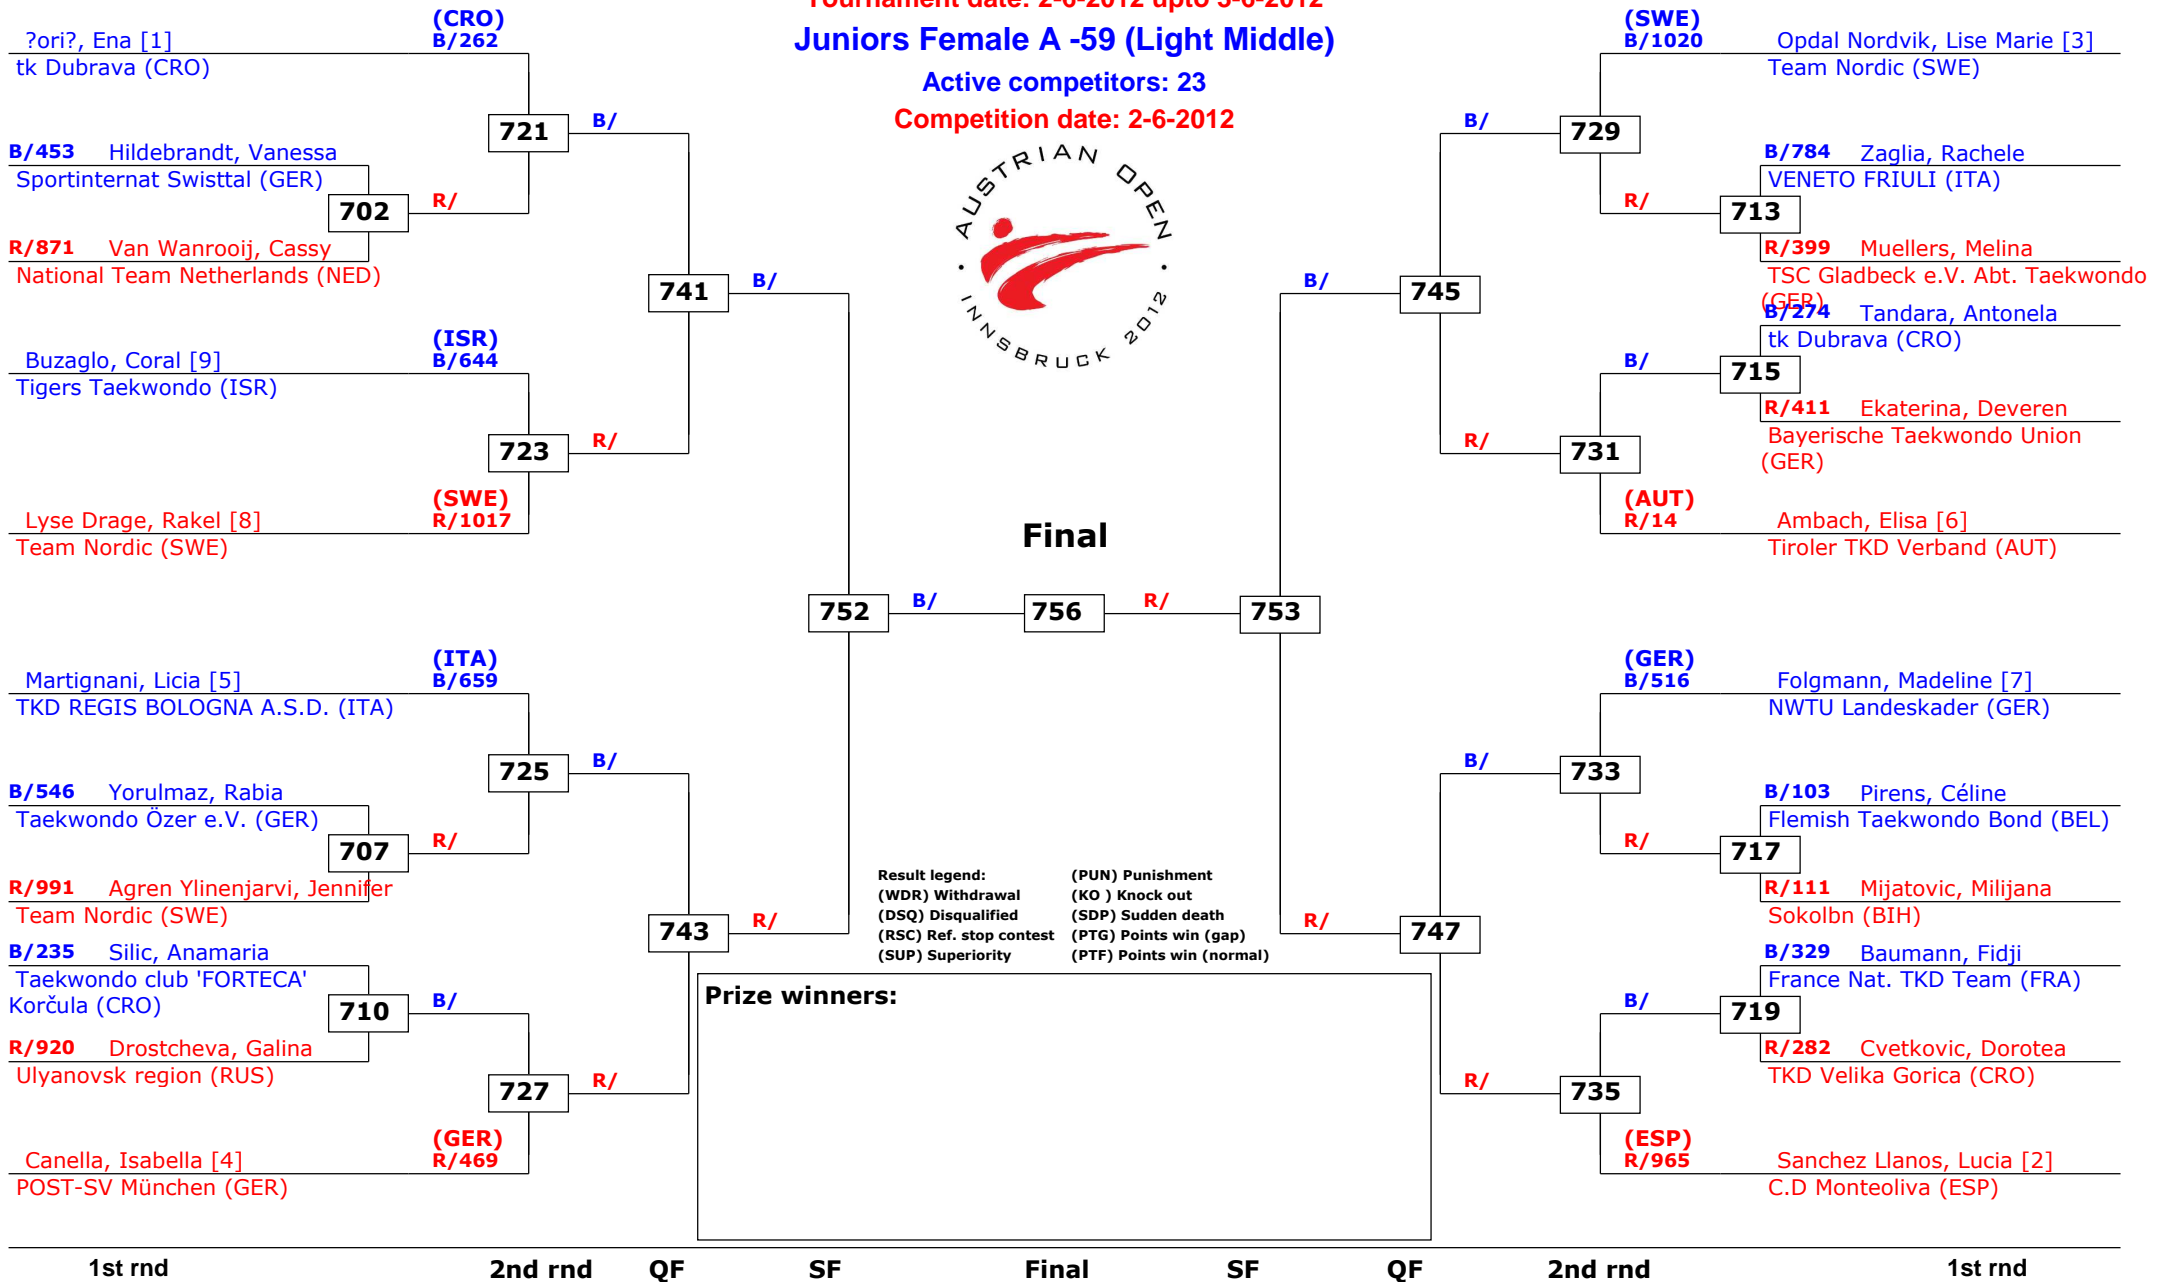 Tournament date: 2-6-2012 upto 3-6-2012
Juniors Female A -59 (Light Middle)
Active competitors: 23
Competition date: 2-6-2012
AUSTRIAN OPEN
INNSBRUCK 2012
(CRO)
?ori?, Ena [1] B/262
tk Dubrava (CRO)
721 B/
B/453 Hildebrandt, Vanessa
Sportinternat Swisttal (GER)
702 R/
R/871 Van Wanrooij, Cassy
National Team Netherlands (NED)
741 B/
(ISR)
Buzaglo, Coral [9] B/644
Tigers Taekwondo (ISR)
723 R/
(SWE)
Lyse Drage, Rakel [8] R/1017
Team Nordic (SWE)
752 B/
(ITA)
Martignani, Licia [5] B/659
TKD REGIS BOLOGNA A.S.D. (ITA)
725 B/
B/546 Yorulmaz, Rabia
Taekwondo Özer e.V. (GER)
707 R/
R/991 Agren Ylinenjarvi, Jennifer
Team Nordic (SWE)
743 R/
B/235 Silic, Anamaria
Taekwondo club 'FORTECA'
Korčula (CRO)
710 B/
R/920 Drostcheva, Galina
Ulyanovsk region (RUS)
727 R/
(GER)
Canella, Isabella [4] R/469
POST-SV München (GER)
Final
756
(SWE)
B/1020 Opdal Nordvik, Lise Marie [3]
Team Nordic (SWE)
B/ 729
B/784 Zaglia, Rachele
VENETO FRIULI (ITA)
R/ 713
R/399 Muellers, Melina
TSC Gladbeck e.V. Abt. Taekwondo
(GER)
B/ 745
B/274 Tandara, Antonela
tk Dubrava (CRO)
B/ 715
R/411 Ekaterina, Deveren
Bayerische Taekwondo Union
(GER)
R/ 731
(AUT)
R/14 Ambach, Elisa [6]
Tiroler TKD Verband (AUT)
R/ 753
(GER)
B/516 Folgmann, Madeline [7]
NWTU Landeskader (GER)
B/ 733
B/103 Pirens, Céline
Flemish Taekwondo Bond (BEL)
R/ 717
R/111 Mijatovic, Milijana
Sokolbn (BIH)
R/ 747
B/329 Baumann, Fidji
France Nat. TKD Team (FRA)
B/ 719
R/282 Cvetkovic, Dorotea
TKD Velika Gorica (CRO)
R/ 735
(ESP)
R/965 Sanchez Llanos, Lucia [2]
C.D Monteoliva (ESP)
Result legend: (PUN) Punishment
(WDR) Withdrawal (KO ) Knock out
(DSQ) Disqualified (SDP) Sudden death
(RSC) Ref. stop contest (PTG) Points win (gap)
(SUP) Superiority (PTF) Points win (normal)
Prize winners:
1st rnd 2nd rnd QF SF Final SF QF 2nd rnd 1st rnd